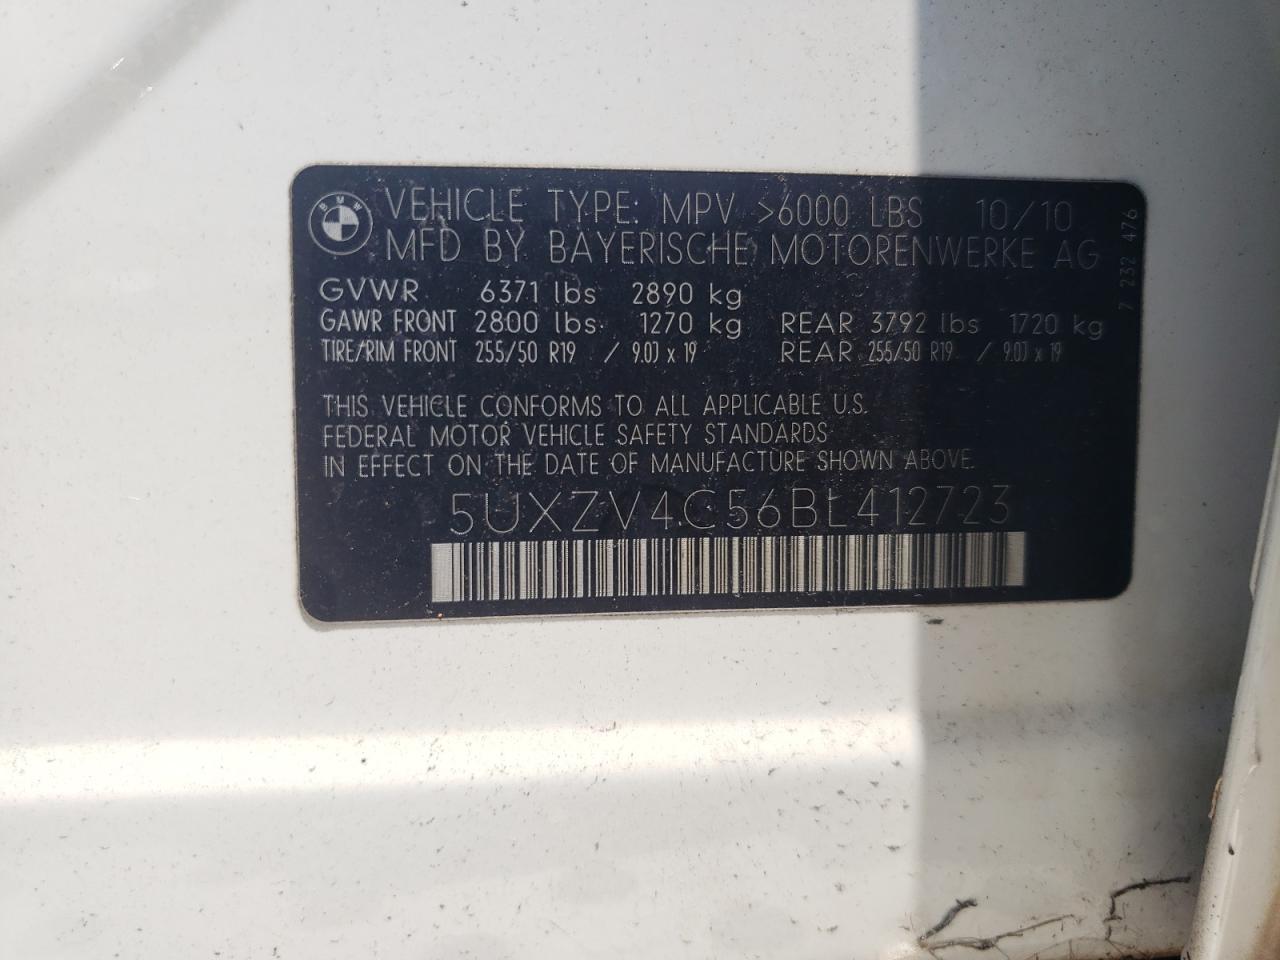 BMW
VEHICLE TYPE: MPV >6000 LBS 10/10
MFD BY BAYERISCHE MOTORENWERKE AG
7 232 476
GVWR 6371 lbs 2890 kg
GAWR FRONT 2800 lbs 1270 kg REAR 3792 lbs 1720 kg
TIRE/RIM FRONT 255/50 R19 / 9.0J x 19 REAR 255/50 R19 / 9.0J x 19
THIS VEHICLE CONFORMS TO ALL APPLICABLE U.S.
FEDERAL MOTOR VEHICLE SAFETY STANDARDS
IN EFFECT ON THE DATE OF MANUFACTURE SHOWN ABOVE.
5UXZV4C56BL412723